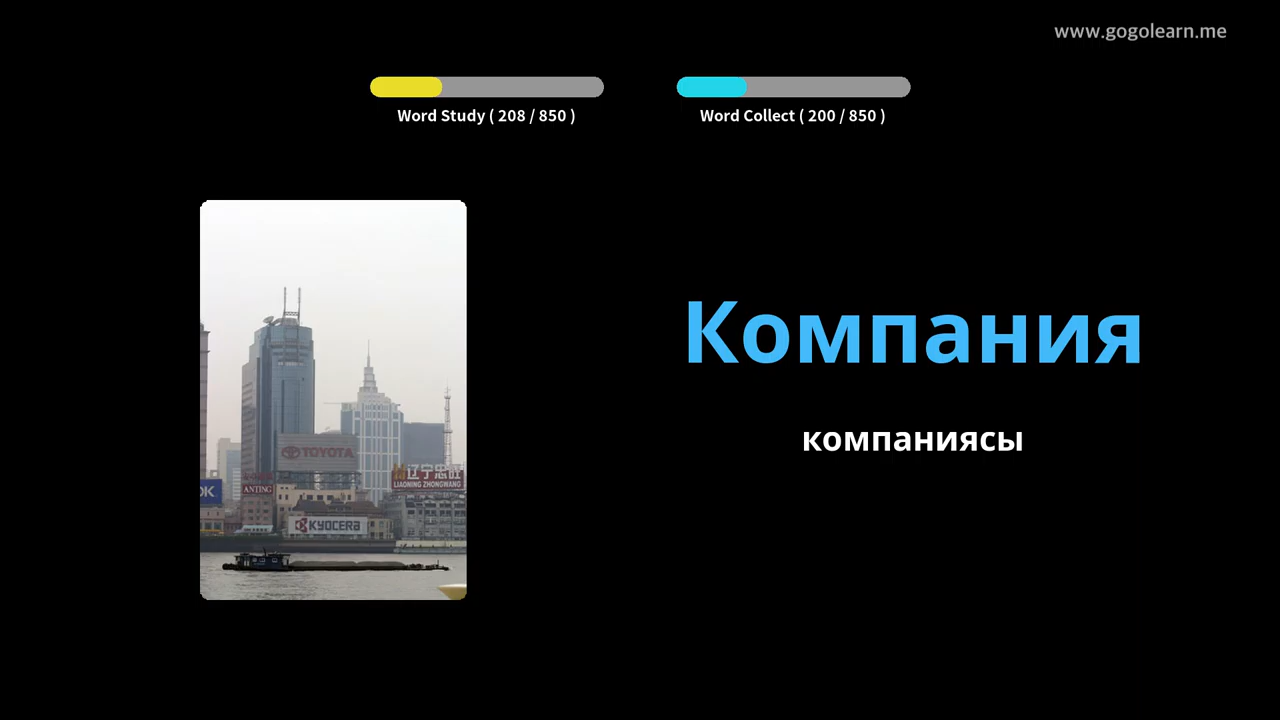 www.gogolearn.me
Word Study ( 208 / 850 )
Word Collect ( 200 / 850 )
Компания
компаниясы
TOYOTA
辽宁忠旺
LIAONING ZHONGWANG
OK
ANTING
KYOCERA